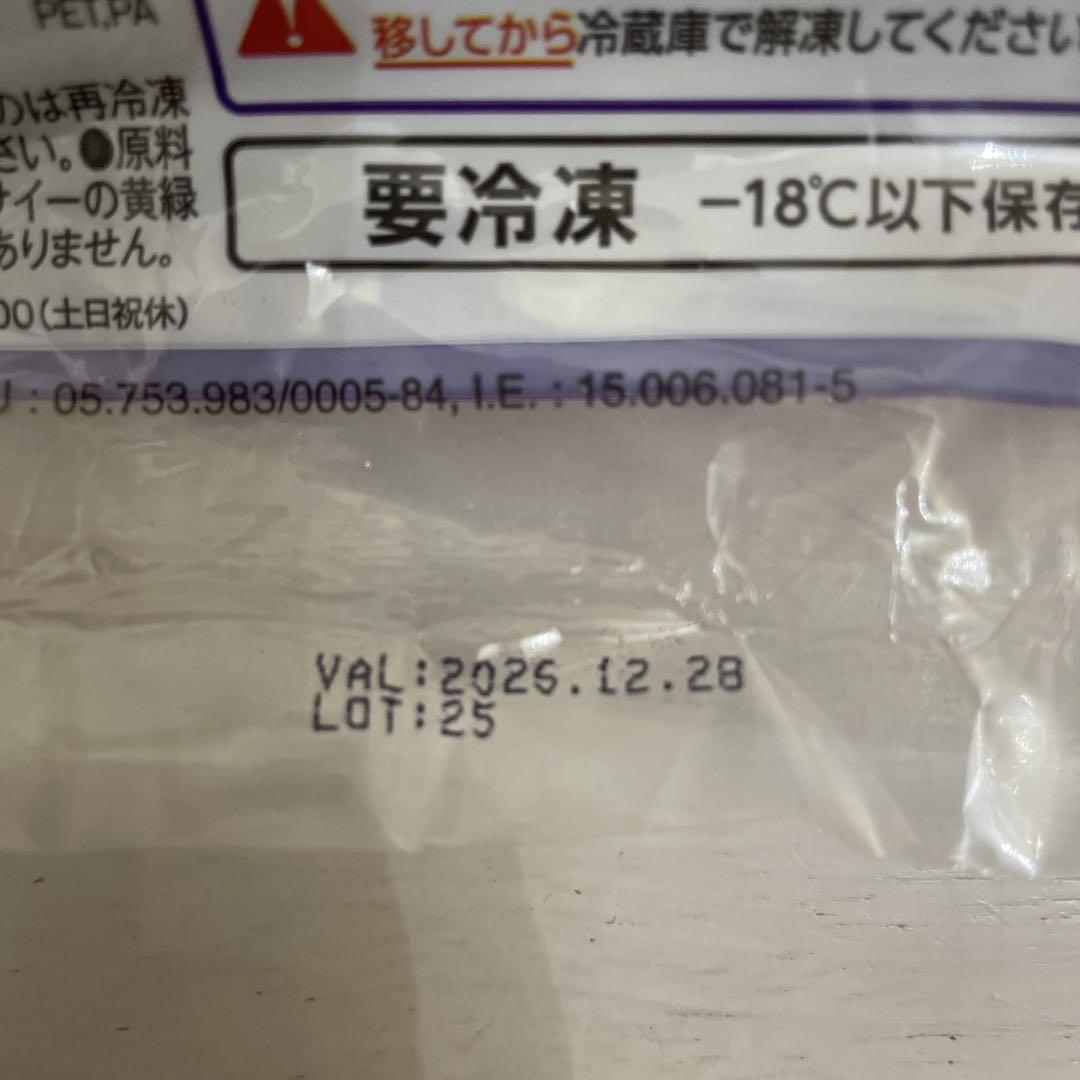 PET,PA
移してから冷蔵庫で解凍してください
のは再冷凍
さい。●原料
サイーの黄緑
ありません。
00(土日祝休)
要冷凍 −18℃以下保存
U : 05.753.983/0005-84, I.E. : 15.006.081-5
VAL:2026.12.28
LOT:25